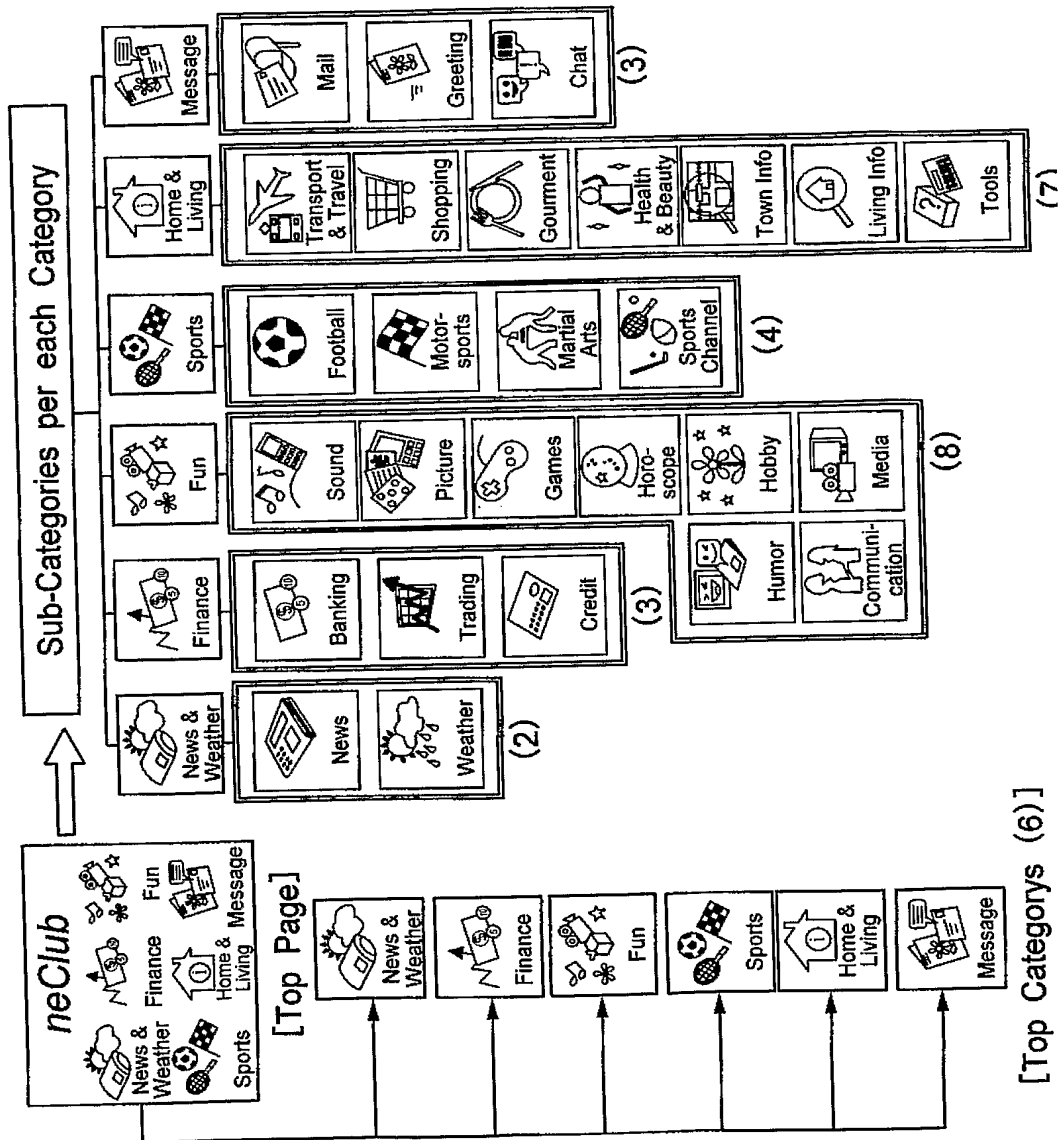 neClub
News &
Weather
Finance
Fun
Sports
Home &
Living
Message
[Top Page]
News &
Weather
Finance
Fun
Sports
Home &
Living
Message
[Top Categorys (6)]
Sub-Categories per each Category
News &
Weather
News
Weather
(2)
Finance
Banking
Trading
Credit
(3)
Fun
Sound
Picture
Games
Horo-
scope
Humor
Hobby
Communi-
cation
Media
(8)
Sports
Football
Motor-
sports
Martial
Arts
Sports
Channel
(4)
Home &
Living
Transport
& Travel
Shopping
Gourment
Health
& Beauty
Town Info
Living Info
Tools
(7)
Message
Mail
Greeting
Chat
(3)